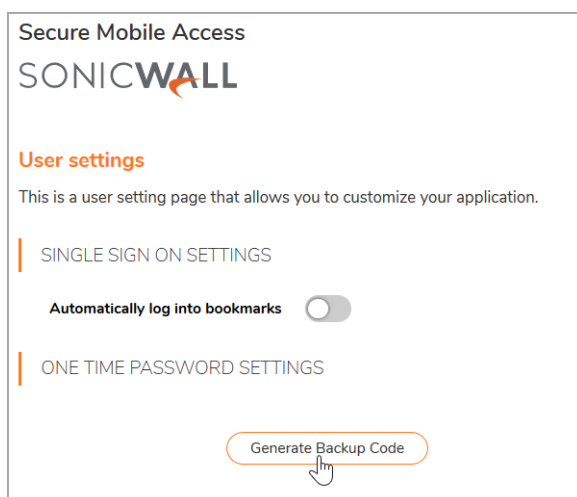 Secure Mobile Access
SONICWALL
User settings
This is a user setting page that allows you to customize your application.
SINGLE SIGN ON SETTINGS
Automatically log into bookmarks
ONE TIME PASSWORD SETTINGS
Generate Backup Code